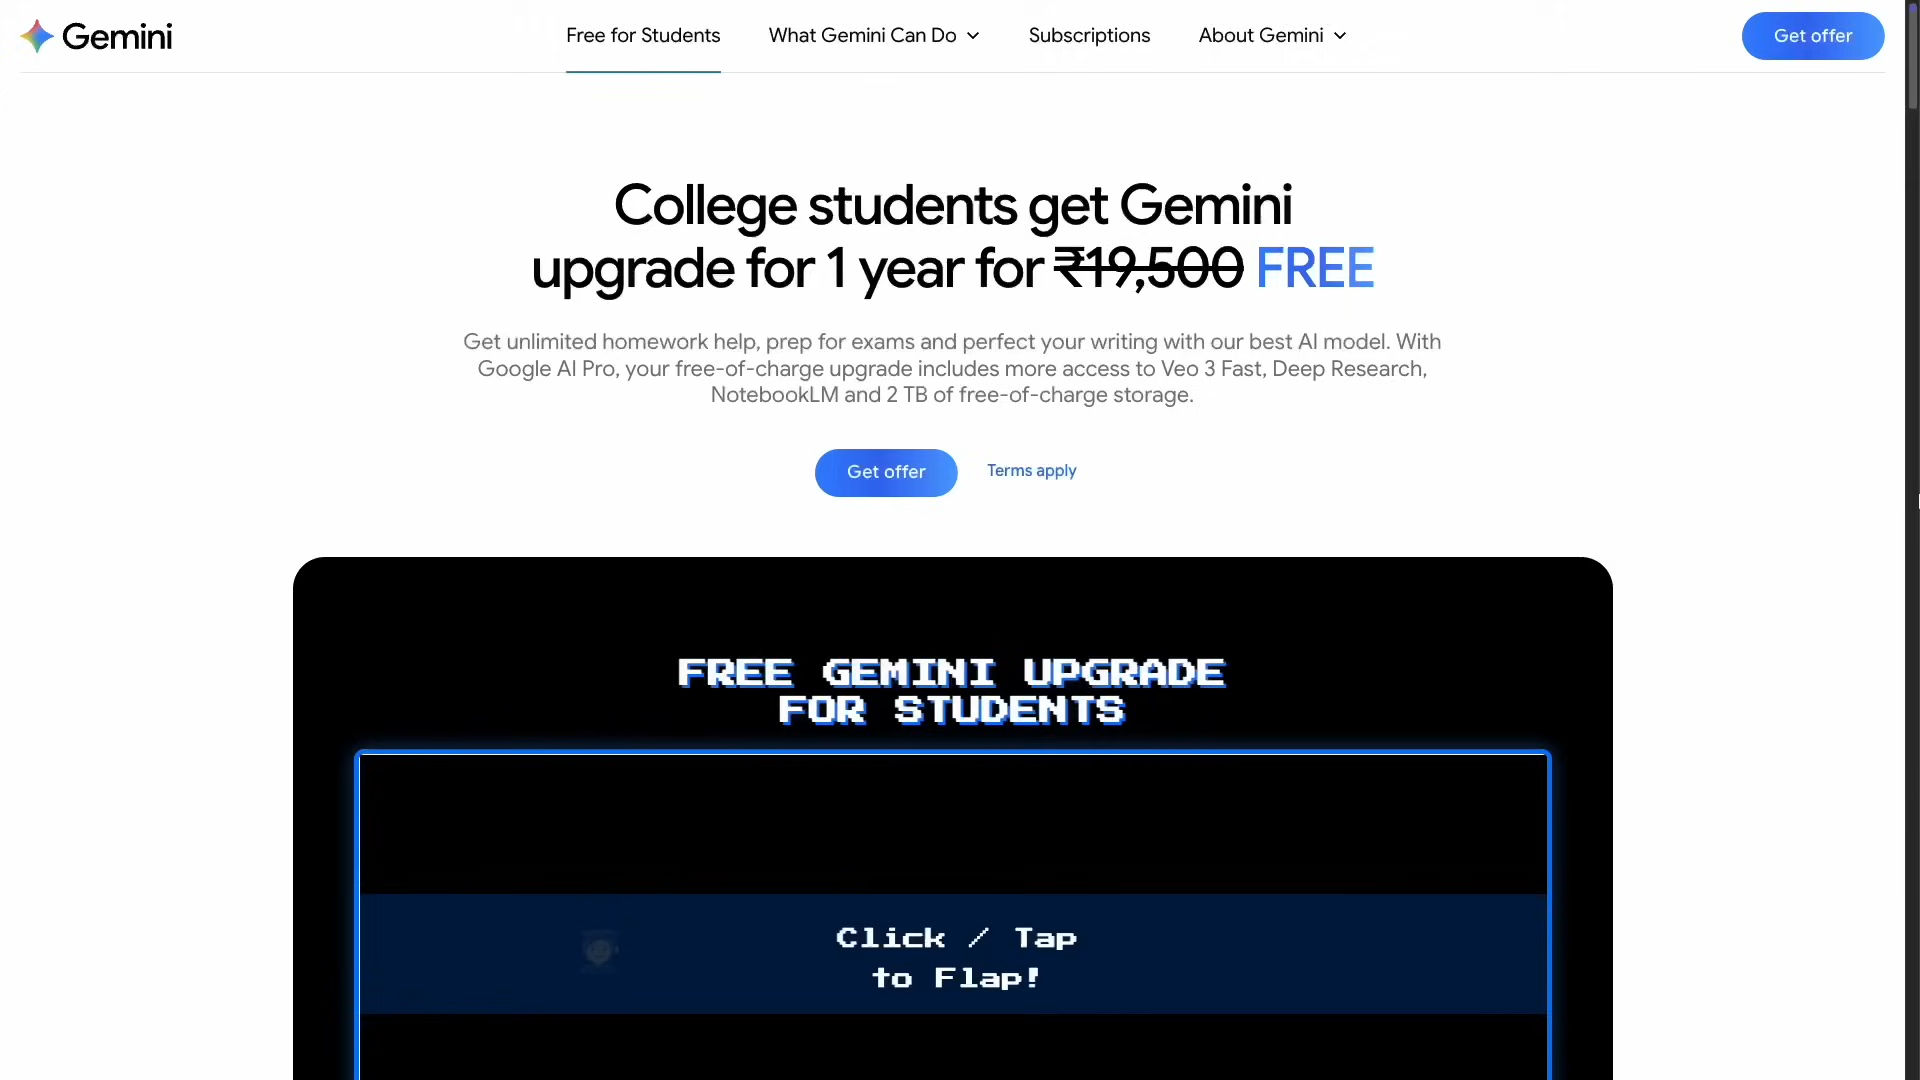 Gemini
Free for Students
What Gemini Can Do
Subscriptions
About Gemini
Get offer
College students get Gemini
upgrade for 1 year for ₹19,500 FREE
Get unlimited homework help, prep for exams and perfect your writing with our best AI model. With
Google AI Pro, your free-of-charge upgrade includes more access to Veo 3 Fast, Deep Research,
NotebookLM and 2 TB of free-of-charge storage.
Get offer
Terms apply
FREE GEMINI UPGRADE
FOR STUDENTS
Click / Tap
to Flap!